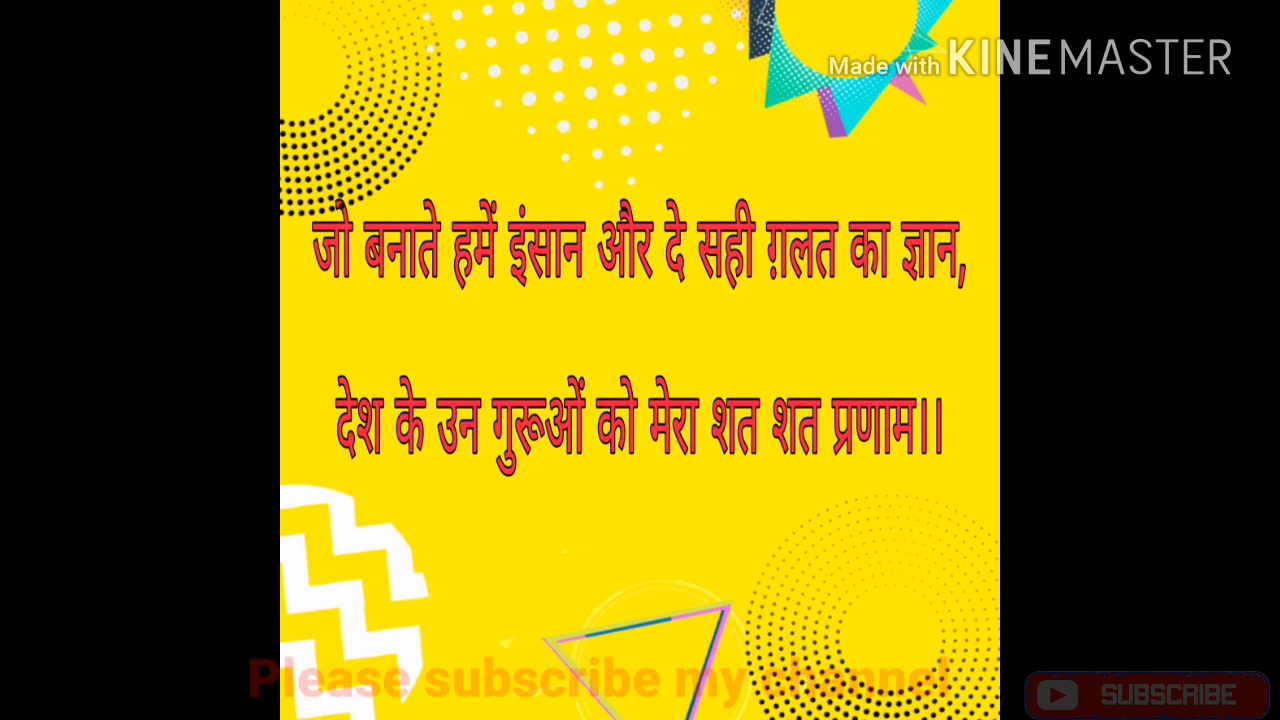 Made with KINEMASTER
जो बनाते हमें इंसान और दे सही ग़लत का ज्ञान,
देश के उन गुरूओं को मेरा शत शत प्रणाम।।
Please subscribe my channel
SUBSCRIBE